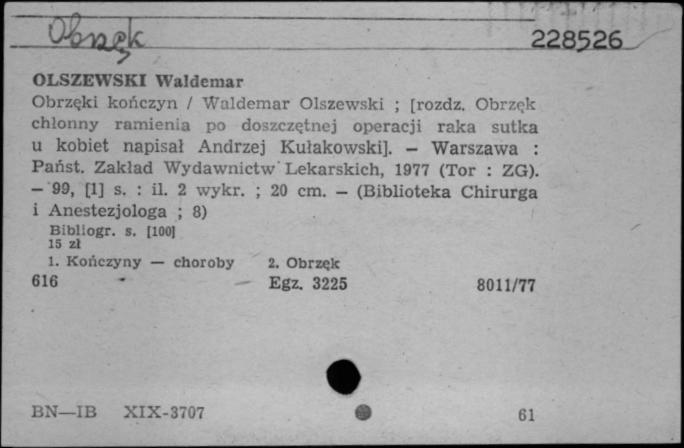 Obrzęk
228526
OLSZEWSKI Waldemar
Obrzęki kończyn / Waldemar Olszewski ; [rozdz. Obrzęk
chłonny ramienia po doszczętnej operacji raka sutka
u kobiet napisał Andrzej Kułakowski]. — Warszawa :
Państ. Zakład Wydawnictw Lekarskich, 1977 (Tor : ZG).
— 99, [1] s. : il. 2 wykr. ; 20 cm. — (Biblioteka Chirurga
i Anestezjologa ; 8)
Bibliogr. s. [100]
15 zł
1. Kończyny — choroby 2. Obrzęk
616 Egz. 3225 8011/77
BN—IB XIX-3707 61